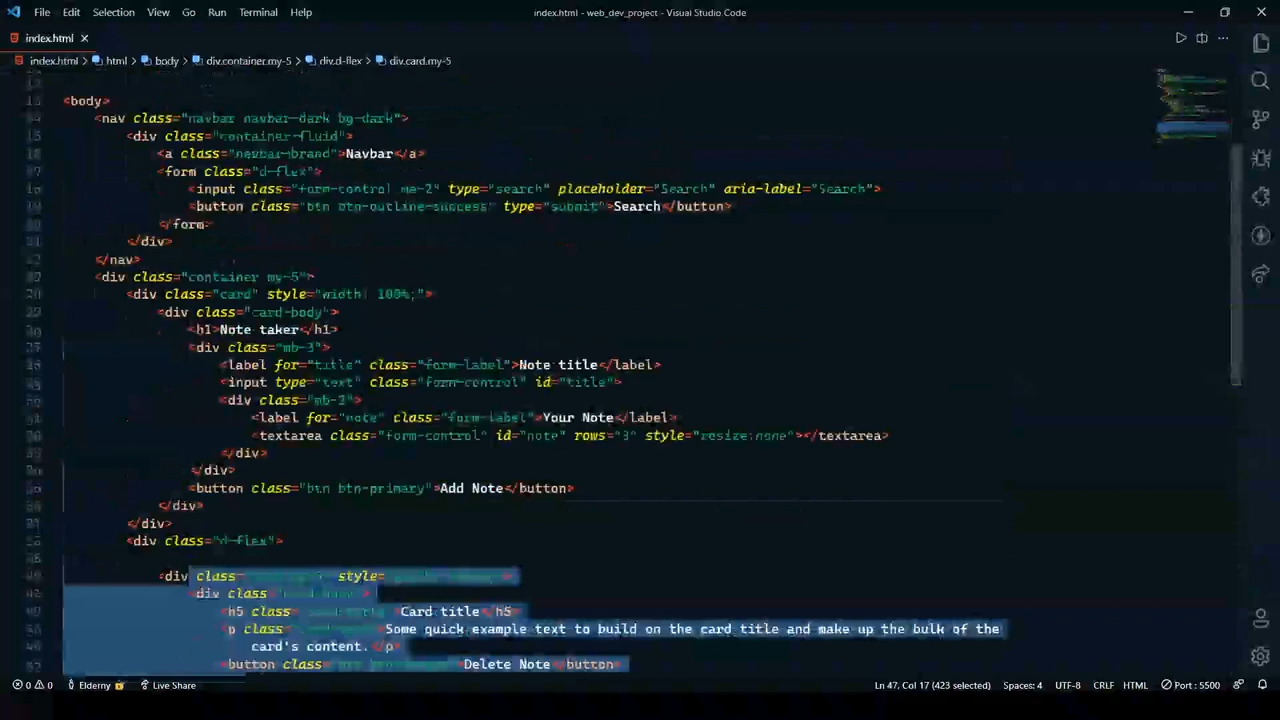 File Edit Selection View Go Run Terminal Help index.html - web_dev_project - Visual Studio Code
index.html
index.html > html > body > div.container.my-5 > div.d-flex > div.card.my-5
<body>
<nav class="navbar navbar-dark bg-dark">
<div class="container-fluid">
<a class="navbar-brand">Navbar</a>
<form class="d-flex">
<input class="form-control me-2" type="search" placeholder="Search" aria-label="Search">
<button class="btn btn-outline-success" type="submit">Search</button>
</form>
</div>
</nav>
<div class="container my-5">
<div class="card" style="width: 100%;">
<div class="card-body">
<h1>Note taker</h1>
<div class="mb-3">
<label for="title" class="form-label">Note title</label>
<input type="text" class="form-control" id="title">
<div class="mb-3">
<label for="note" class="form-label">Your Note</label>
<textarea class="form-control" id="note" rows="3" style="resize:none"></textarea>
</div>
</div>
<button class="btn btn-primary">Add Note</button>
</div>
</div>
<div class="d-flex">
<div class= style=
<div class=
<h5 class= Card title</h5
<p class= Some quick example text to build on the card title and make up the bulk of the
card's content.</p
<button class= Delete Note</button>
0 0 Elderny Live Share Ln 47, Col 17 (423 selected) Spaces: 4 UTF-8 CRLF HTML Port : 5500